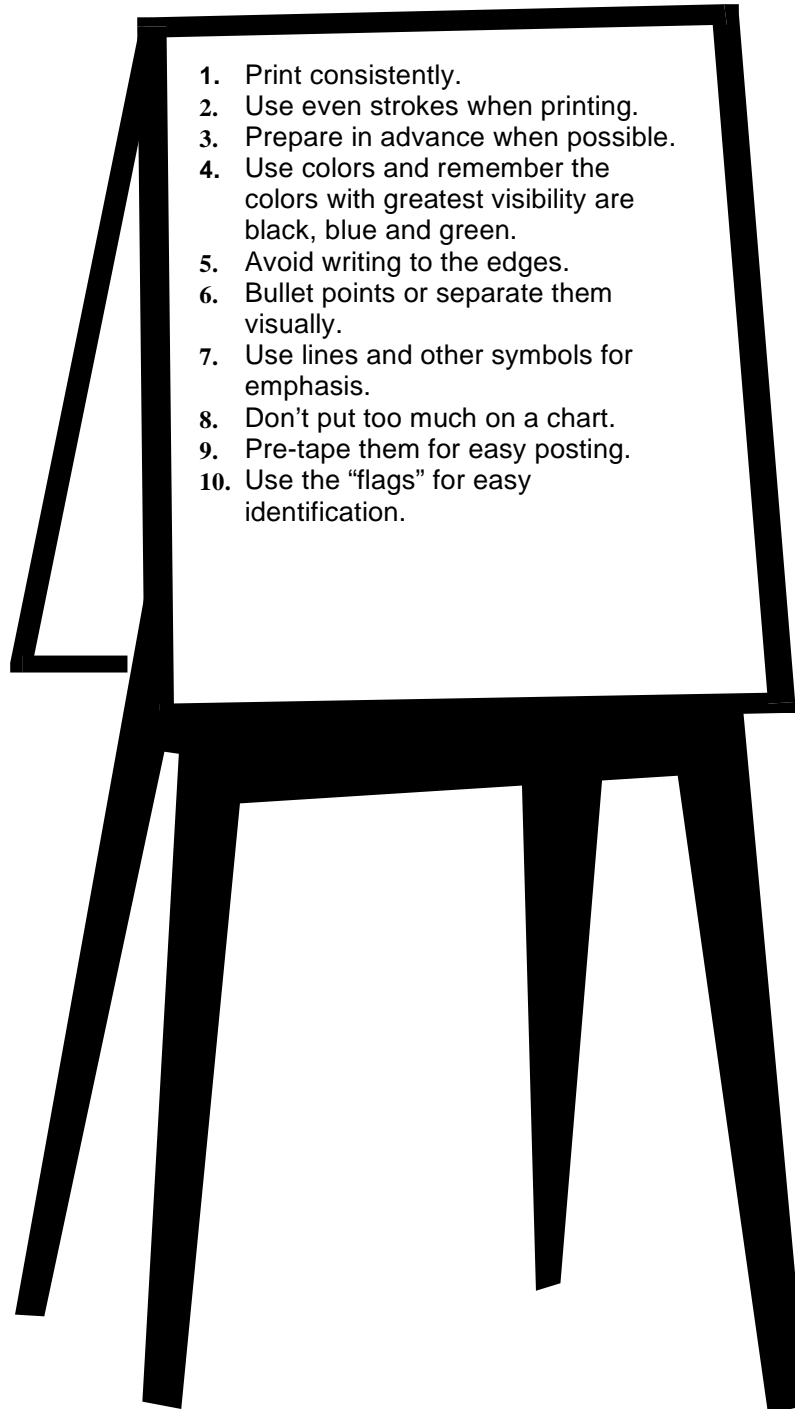 1. Print consistently.
2. Use even strokes when printing.
3. Prepare in advance when possible.
4. Use colors and remember the
colors with greatest visibility are
black, blue and green.
5. Avoid writing to the edges.
6. Bullet points or separate them
visually.
7. Use lines and other symbols for
emphasis.
8. Don’t put too much on a chart.
9. Pre-tape them for easy posting.
10. Use the “flags” for easy
identification.